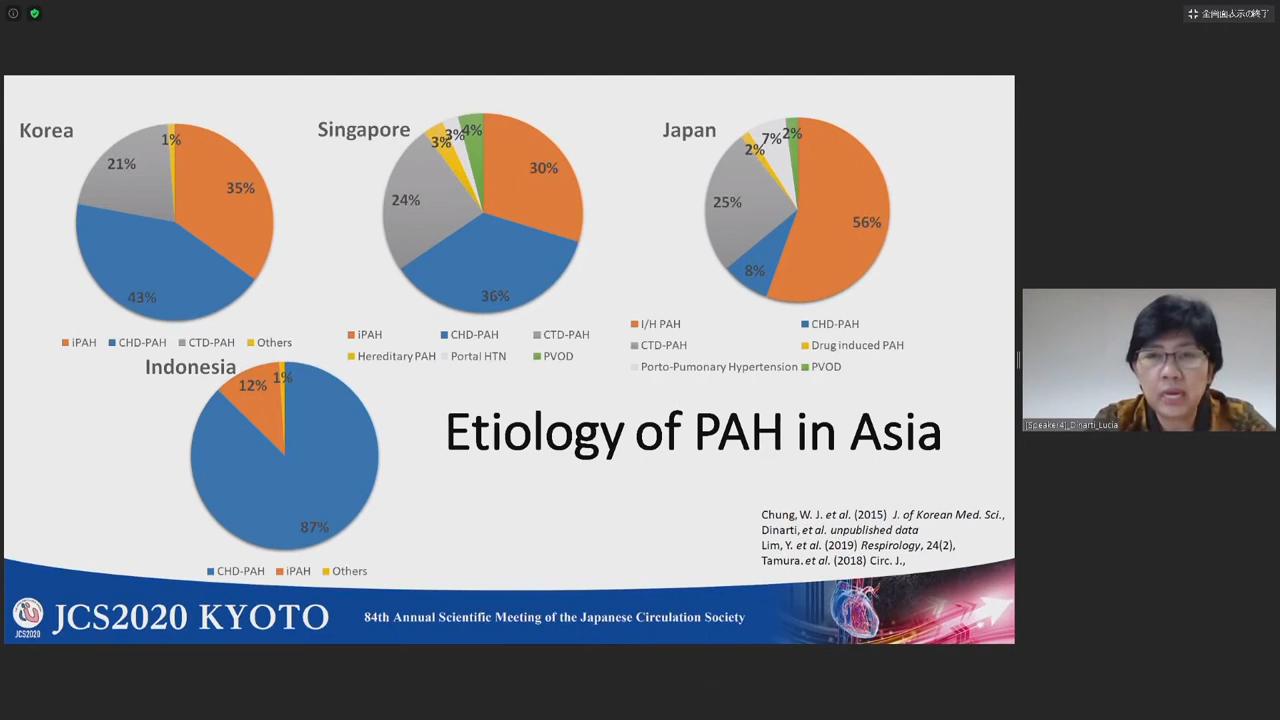 全画面表示の終了
Korea
1%
21%
35%
43%
iPAH CHD-PAH CTD-PAH Others
Singapore
3%
3%
4%
30%
24%
36%
iPAH CHD-PAH CTD-PAH
Hereditary PAH Portal HTN PVOD
Japan
2%
7%
2%
25%
56%
8%
I/H PAH CHD-PAH
CTD-PAH Drug induced PAH
Porto-Pumonary Hypertension PVOD
Indonesia
12%
1%
87%
CHD-PAH iPAH Others
Etiology of PAH in Asia
Chung, W. J. et al. (2015) J. of Korean Med. Sci.,
Dinarti, et al. unpublished data
Lim, Y. et al. (2019) Respirology, 24(2),
Tamura. et al. (2018) Circ. J.,
JCS2020
JCS2020 KYOTO
84th Annual Scientific Meeting of the Japanese Circulation Society
[Speaker4]_Dinarti_Lucia